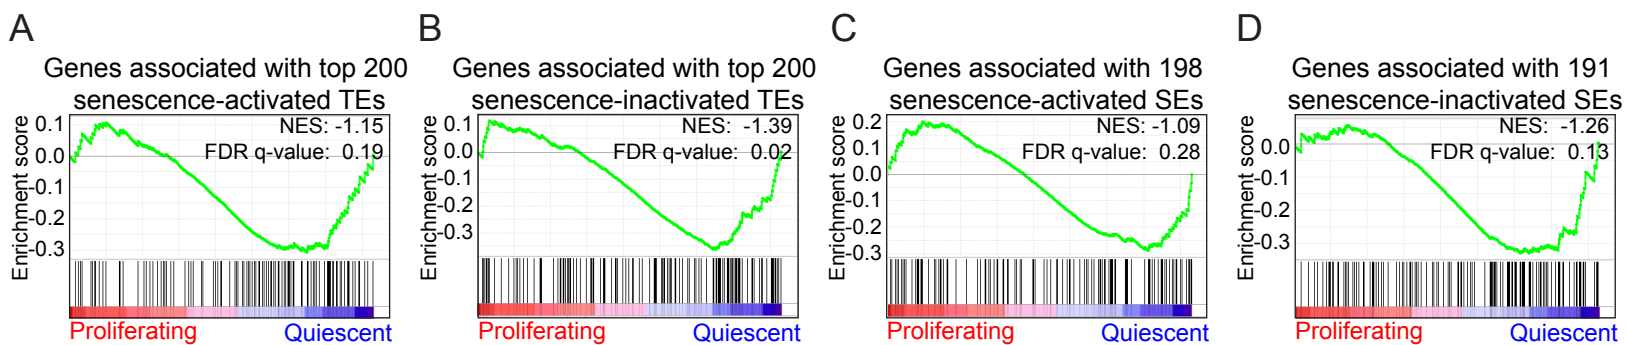 A
Genes associated with top 200
senescence-activated TEs
NES: -1.15
FDR q-value: 0.19
Enrichment score
0.1
0.0
-0.1
-0.2
-0.3
Proliferating
Quiescent
B
Genes associated with top 200
senescence-inactivated TEs
NES: -1.39
FDR q-value: 0.02
Enrichment score
0.1
0.0
-0.1
-0.2
-0.3
Proliferating
Quiescent
C
Genes associated with 198
senescence-activated SEs
NES: -1.09
FDR q-value: 0.28
Enrichment score
0.2
0.1
0.0
-0.1
-0.2
-0.3
Proliferating
Quiescent
D
Genes associated with 191
senescence-inactivated SEs
NES: -1.26
FDR q-value: 0.13
Enrichment score
0.0
-0.1
-0.2
-0.3
Proliferating
Quiescent